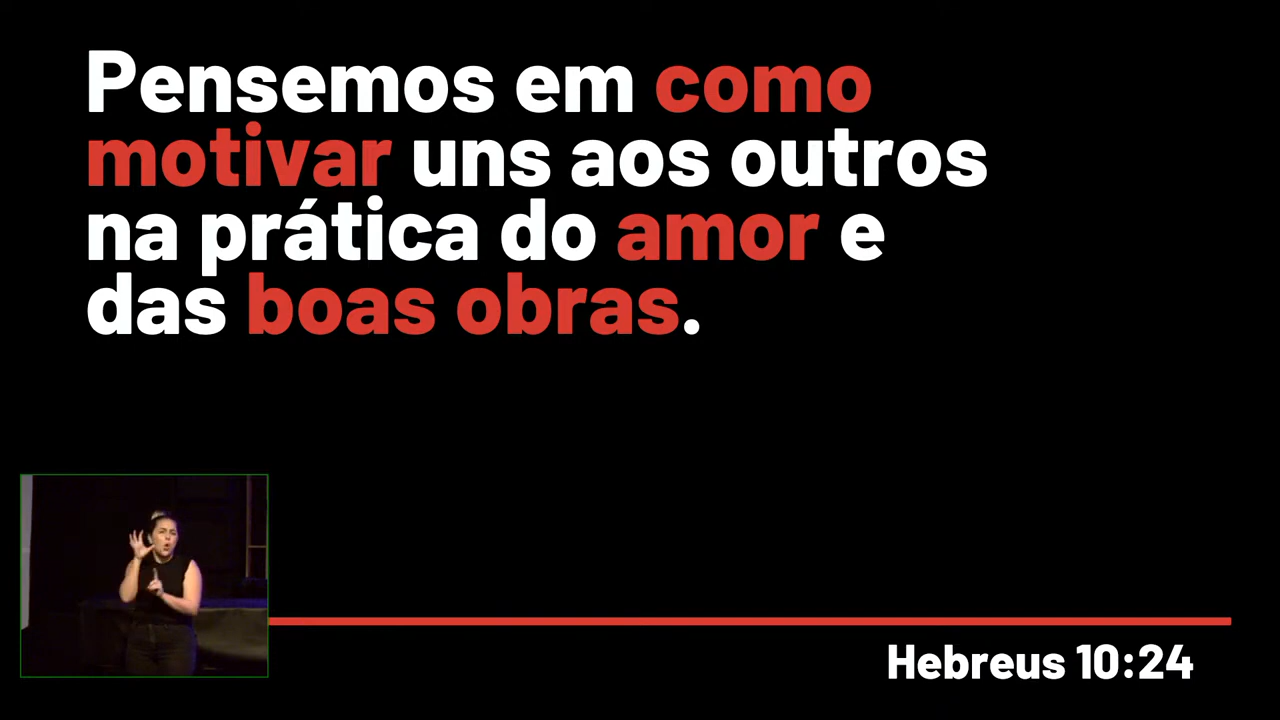 Pensemos em como
motivar uns aos outros
na prática do amor e
das boas obras.
Hebreus 10:24